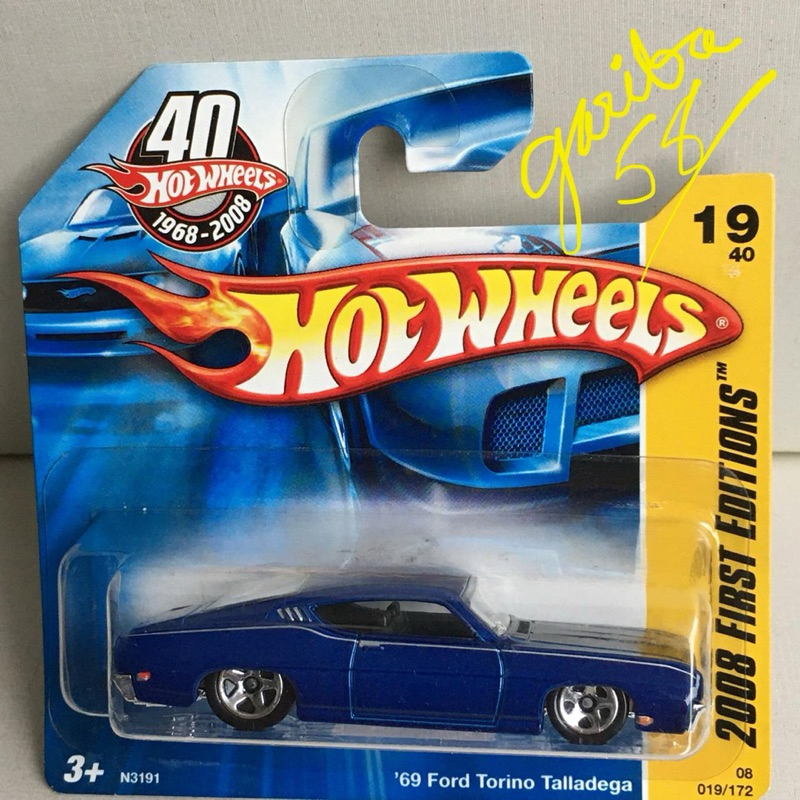 gariba
58
40
HOT WHEELS
1968-2008
19
40
HOT WHEELS®
2008 FIRST EDITIONS™
3+
N3191
'69 Ford Torino Talladega
08
019/172